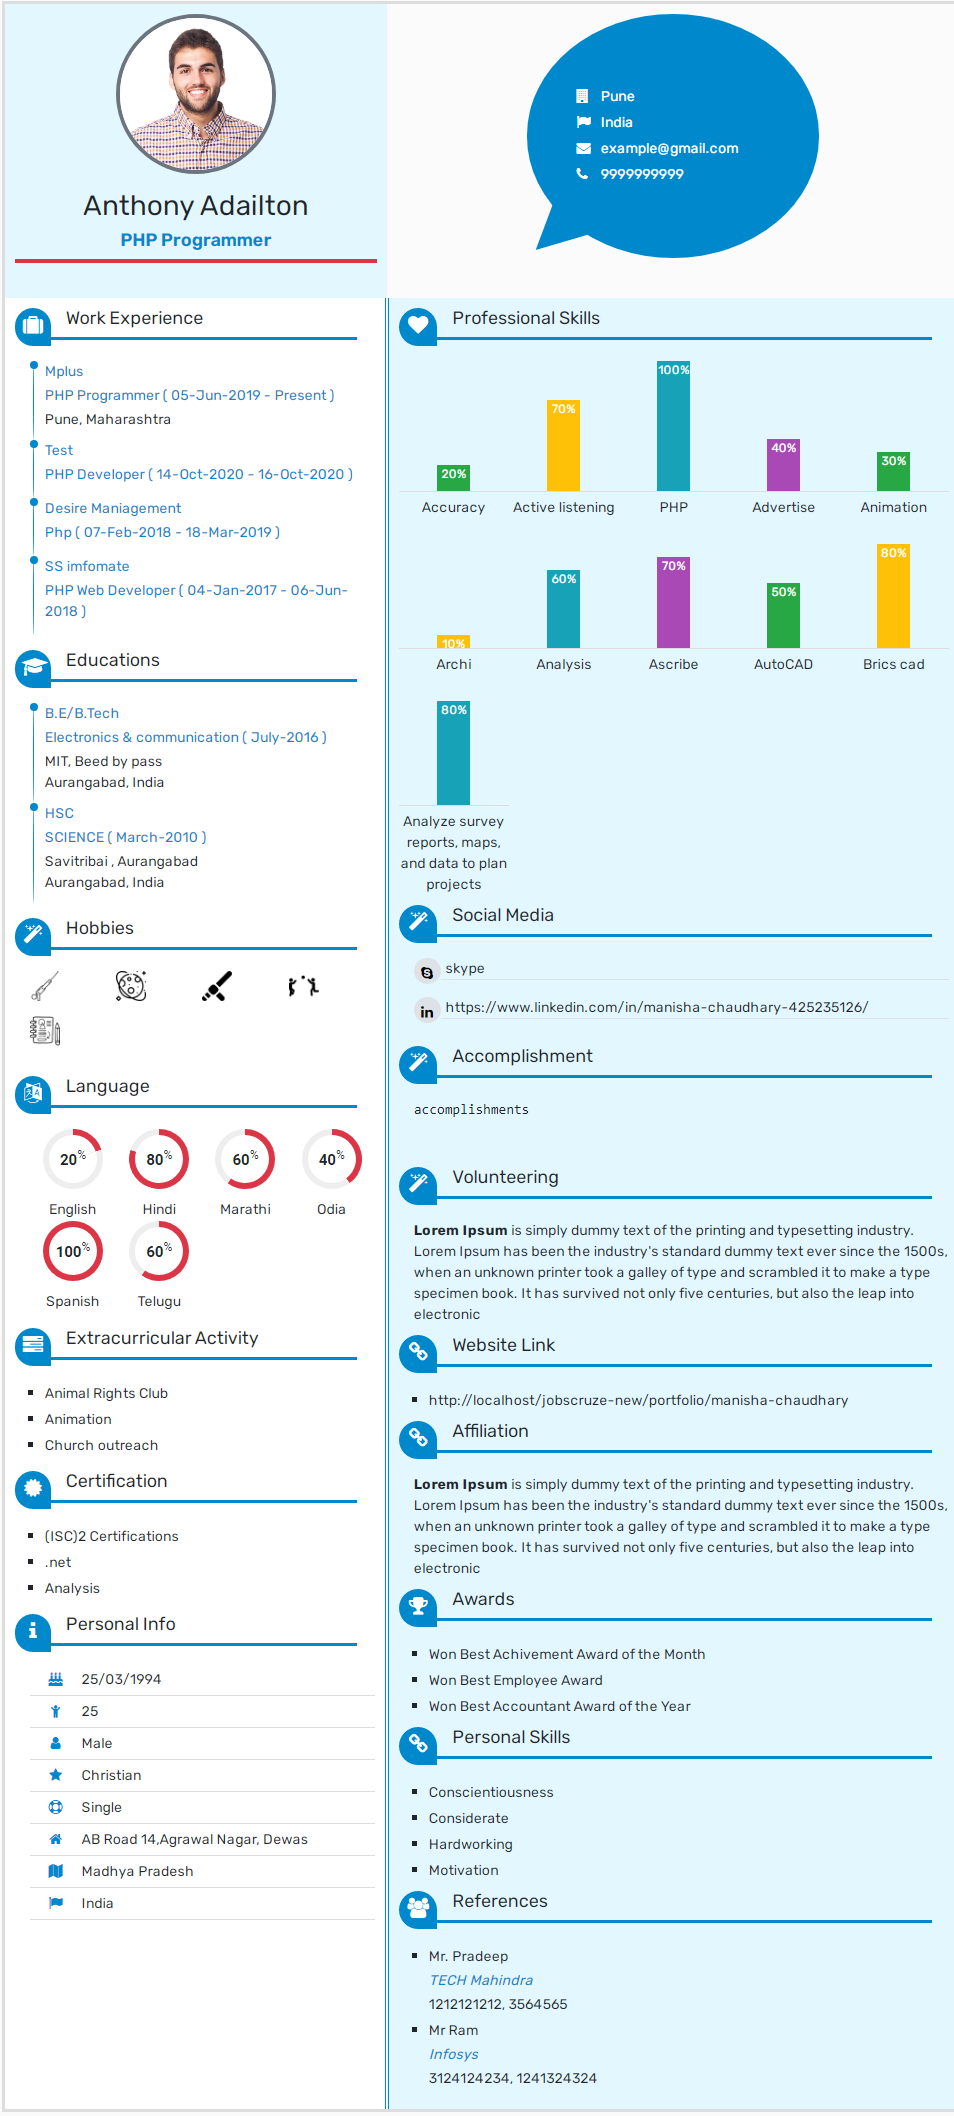 Anthony Adailton
PHP Programmer
Pune
India
example@gmail.com
9999999999
Work Experience
Mplus
PHP Programmer ( 05-Jun-2019 - Present )
Pune, Maharashtra
Test
PHP Developer ( 14-Oct-2020 - 16-Oct-2020 )
Desire Maniagement
Php ( 07-Feb-2018 - 18-Mar-2019 )
SS imfomate
PHP Web Developer ( 04-Jan-2017 - 06-Jun-
2018 )
Educations
B.E/B.Tech
Electronics & communication ( July-2016 )
MIT, Beed by pass
Aurangabad, India
HSC
SCIENCE ( March-2010 )
Savitribai , Aurangabad
Aurangabad, India
Hobbies
Language
20% 80% 60% 40%
English Hindi Marathi Odia
100% 60%
Spanish Telugu
Extracurricular Activity
Animal Rights Club
Animation
Church outreach
Certification
(ISC)2 Certifications
.net
Analysis
Personal Info
25/03/1994
25
Male
Christian
Single
AB Road 14,Agrawal Nagar, Dewas
Madhya Pradesh
India
Professional Skills
20% 70% 100% 40% 30%
Accuracy Active listening PHP Advertise Animation
10% 60% 70% 50% 80%
Archi Analysis Ascribe AutoCAD Brics cad
80%
Analyze survey
reports, maps,
and data to plan
projects
Social Media
skype
https://www.linkedin.com/in/manisha-chaudhary-425235126/
Accomplishment
accomplishments
Volunteering
Lorem Ipsum is simply dummy text of the printing and typesetting industry.
Lorem Ipsum has been the industry's standard dummy text ever since the 1500s,
when an unknown printer took a galley of type and scrambled it to make a type
specimen book. It has survived not only five centuries, but also the leap into
electronic
Website Link
http://localhost/jobscruze-new/portfolio/manisha-chaudhary
Affiliation
Lorem Ipsum is simply dummy text of the printing and typesetting industry.
Lorem Ipsum has been the industry's standard dummy text ever since the 1500s,
when an unknown printer took a galley of type and scrambled it to make a type
specimen book. It has survived not only five centuries, but also the leap into
electronic
Awards
Won Best Achivement Award of the Month
Won Best Employee Award
Won Best Accountant Award of the Year
Personal Skills
Conscientiousness
Considerate
Hardworking
Motivation
References
Mr. Pradeep
TECH Mahindra
1212121212, 3564565
Mr Ram
Infosys
3124124234, 1241324324